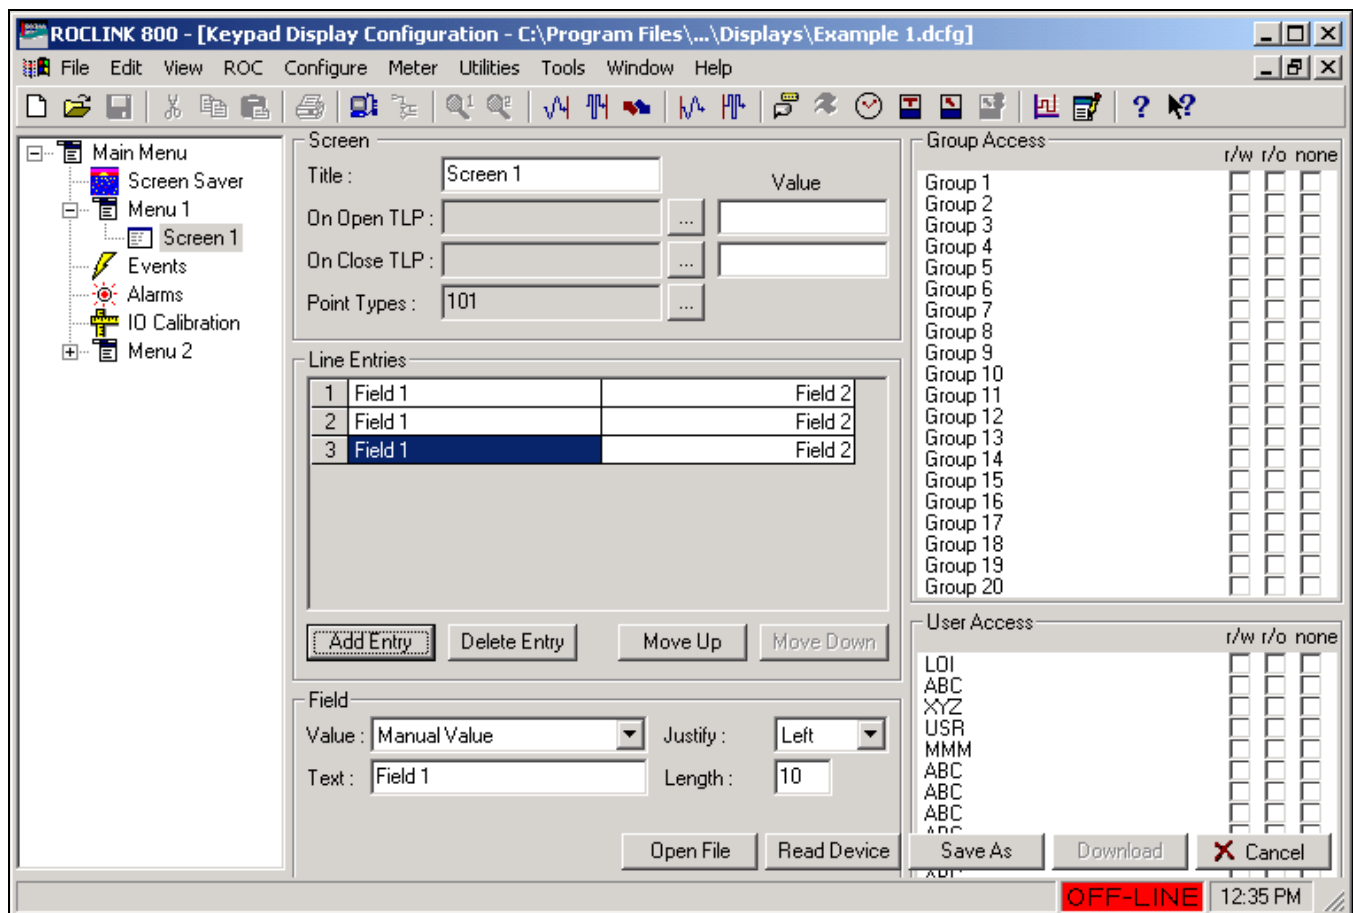 ROCLINK 800 - [Keypad Display Configuration - C:\Program Files\...\Displays\Example 1.dcfg]
File Edit View ROC Configure Meter Utilities Tools Window Help
Main Menu
Screen Saver
Menu 1
Screen 1
Events
Alarms
IO Calibration
Menu 2
Screen
Title : Screen 1
Value
On Open TLP : ...
On Close TLP : ...
Point Types : 101 ...
Line Entries
1 Field 1 Field 2
2 Field 1 Field 2
3 Field 1 Field 2
Add Entry Delete Entry Move Up Move Down
Field
Value : Manual Value Justify : Left
Text : Field 1 Length : 10
Group Access
r/w r/o none
Group 1
Group 2
Group 3
Group 4
Group 5
Group 6
Group 7
Group 8
Group 9
Group 10
Group 11
Group 12
Group 13
Group 14
Group 15
Group 16
Group 17
Group 18
Group 19
Group 20
User Access
r/w r/o none
LOI
ABC
XYZ
USR
MMM
ABC
ABC
ABC
Open File Read Device Save As Download Cancel
OFF-LINE 12:35 PM